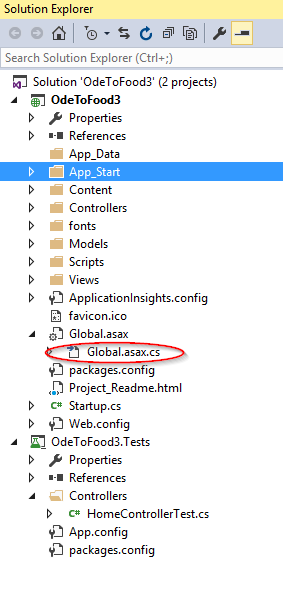 Solution Explorer
Search Solution Explorer (Ctrl+;)
Solution 'OdeToFood3' (2 projects)
OdeToFood3
Properties
References
App_Data
App_Start
Content
Controllers
fonts
Models
Scripts
Views
ApplicationInsights.config
favicon.ico
Global.asax
Global.asax.cs
packages.config
Project_Readme.html
C# Startup.cs
Web.config
OdeToFood3.Tests
Properties
References
Controllers
C# HomeControllerTest.cs
App.config
packages.config